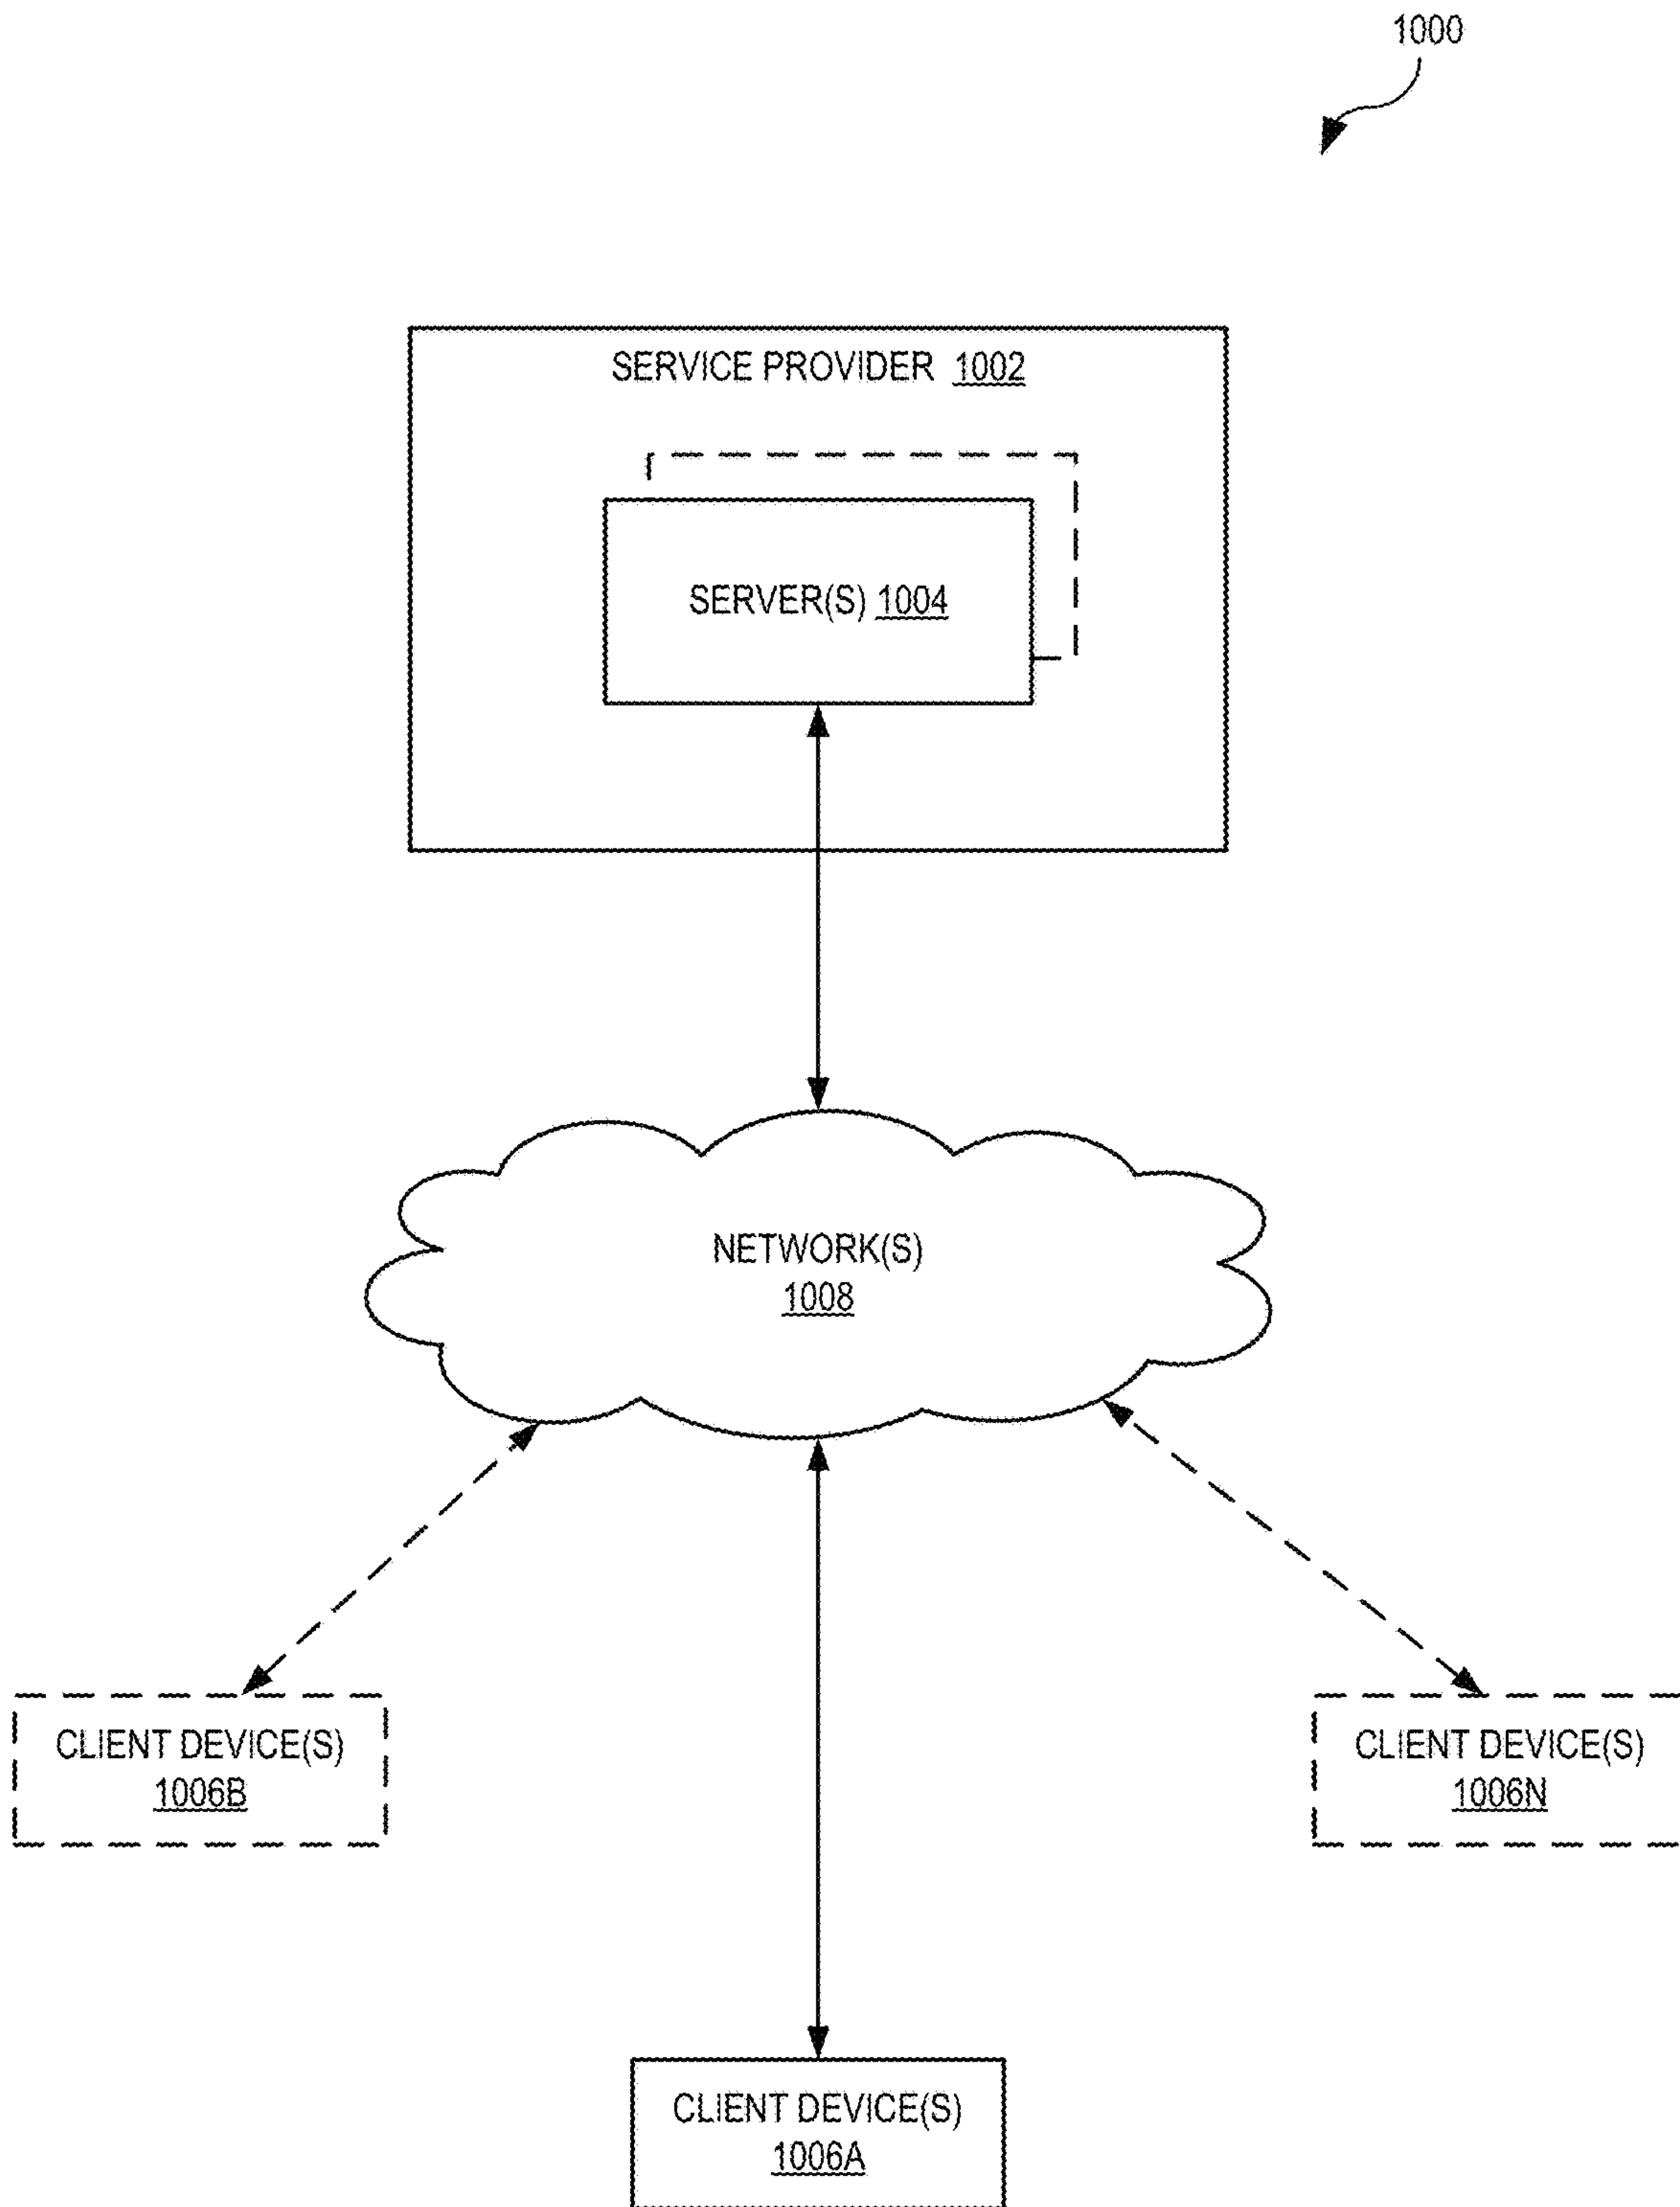 1000
SERVICE PROVIDER 1002
SERVER(S) 1004
NETWORK(S)
1008
CLIENT DEVICE(S)
1006B
CLIENT DEVICE(S)
1006N
CLIENT DEVICE(S)
1006A